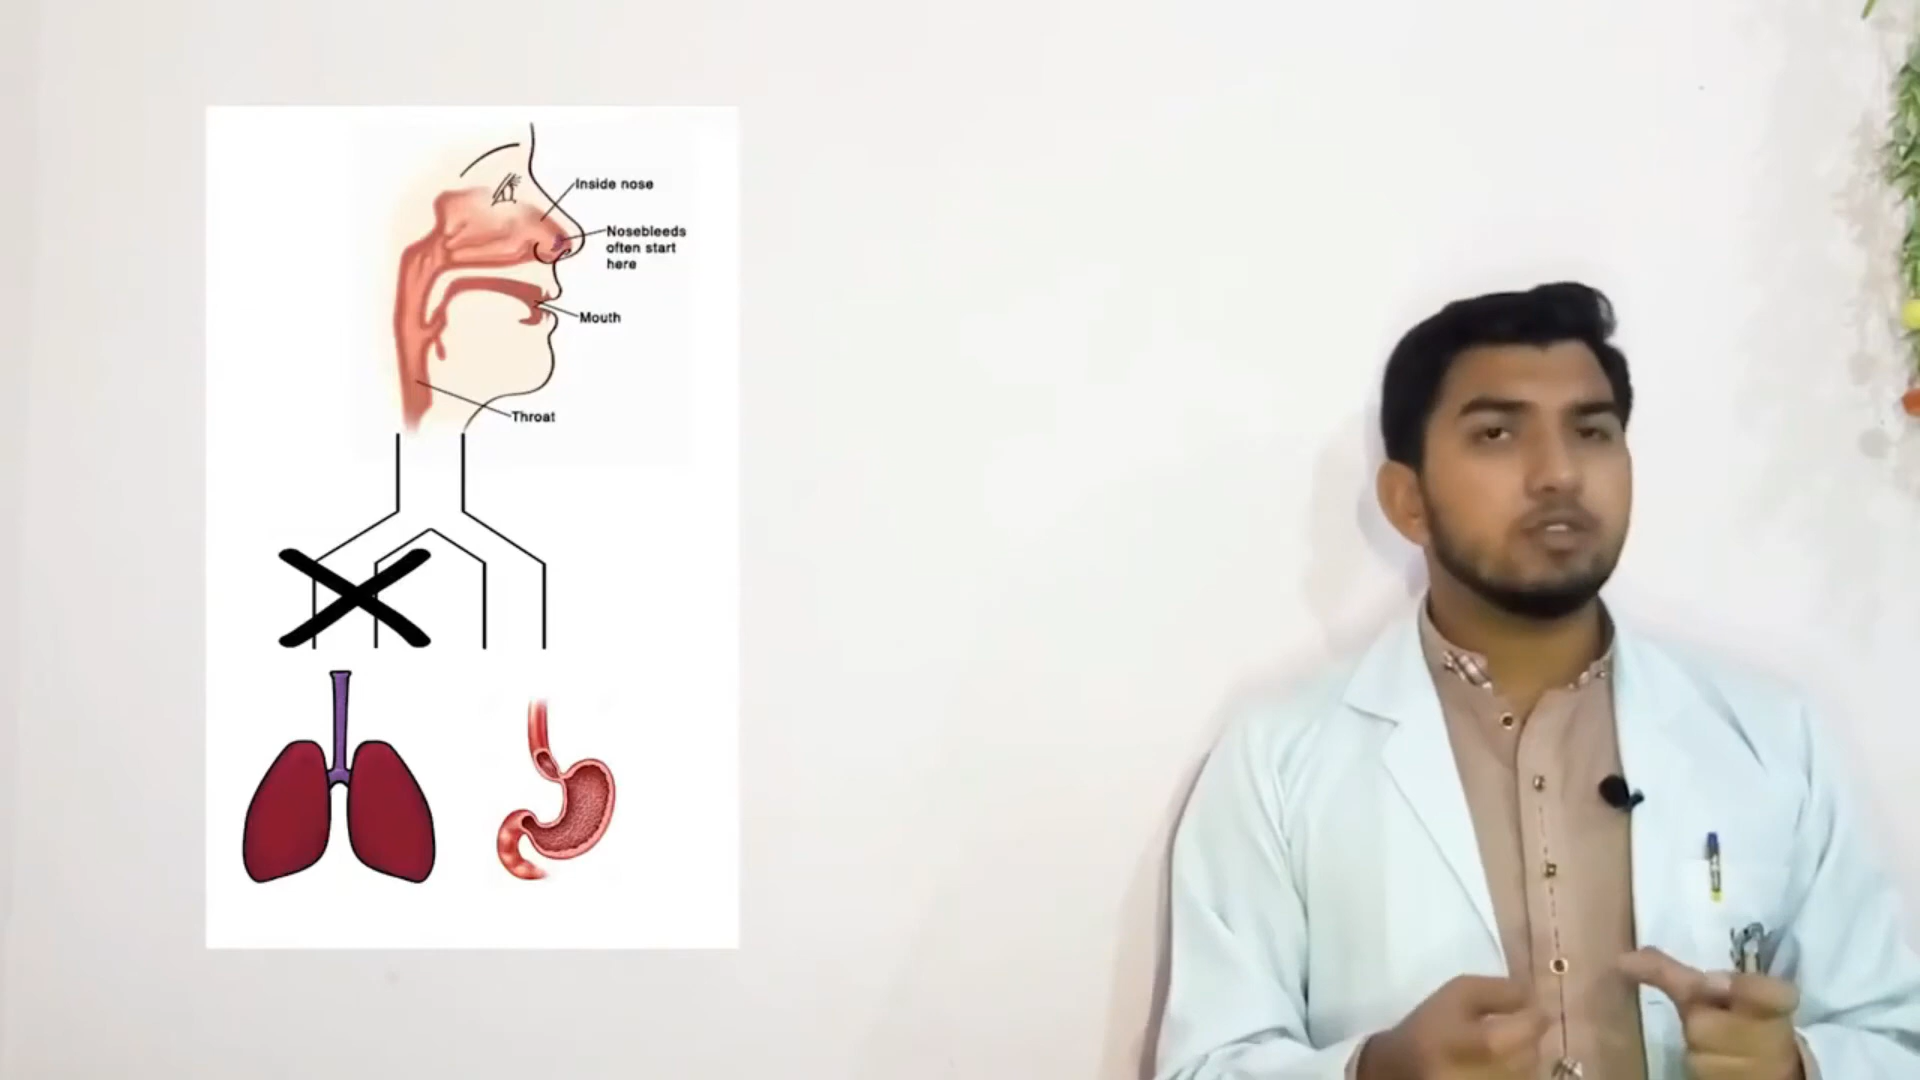 Inside nose
Nosebleeds
often start
here
Mouth
Throat